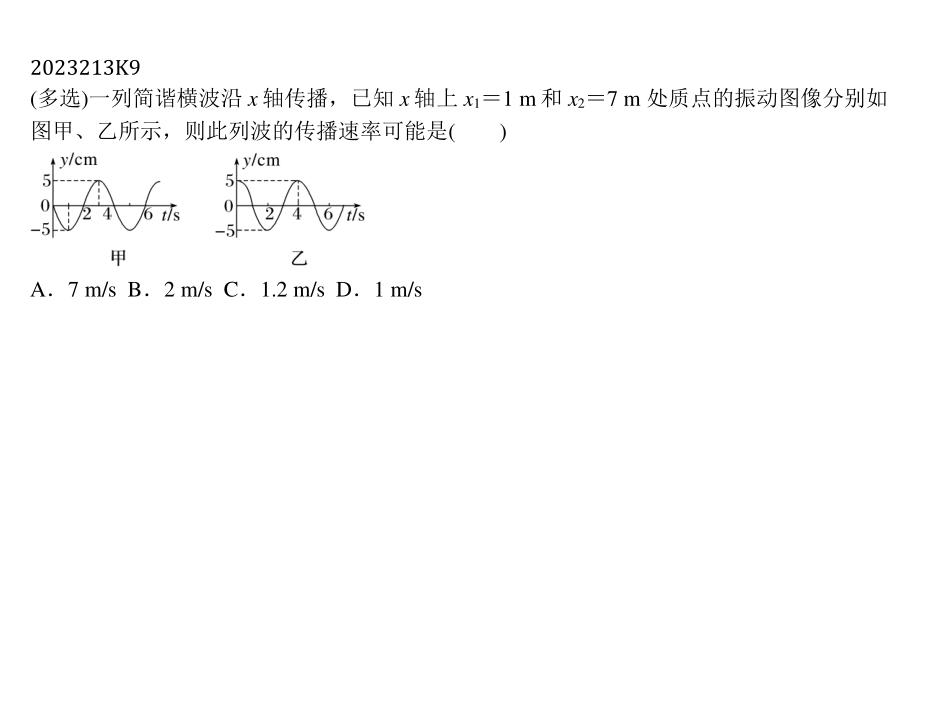 2023213K9
(多选)一列简谐横波沿 x 轴传播，已知 x 轴上 x₁＝1 m 和 x₂＝7 m 处质点的振动图像分别如
图甲、乙所示，则此列波的传播速率可能是(　　)
y/cm
5
0
2 4 6 t/s
−5
甲
y/cm
5
0
2 4 6 t/s
−5
乙
A．7 m/s B．2 m/s C．1.2 m/s D．1 m/s